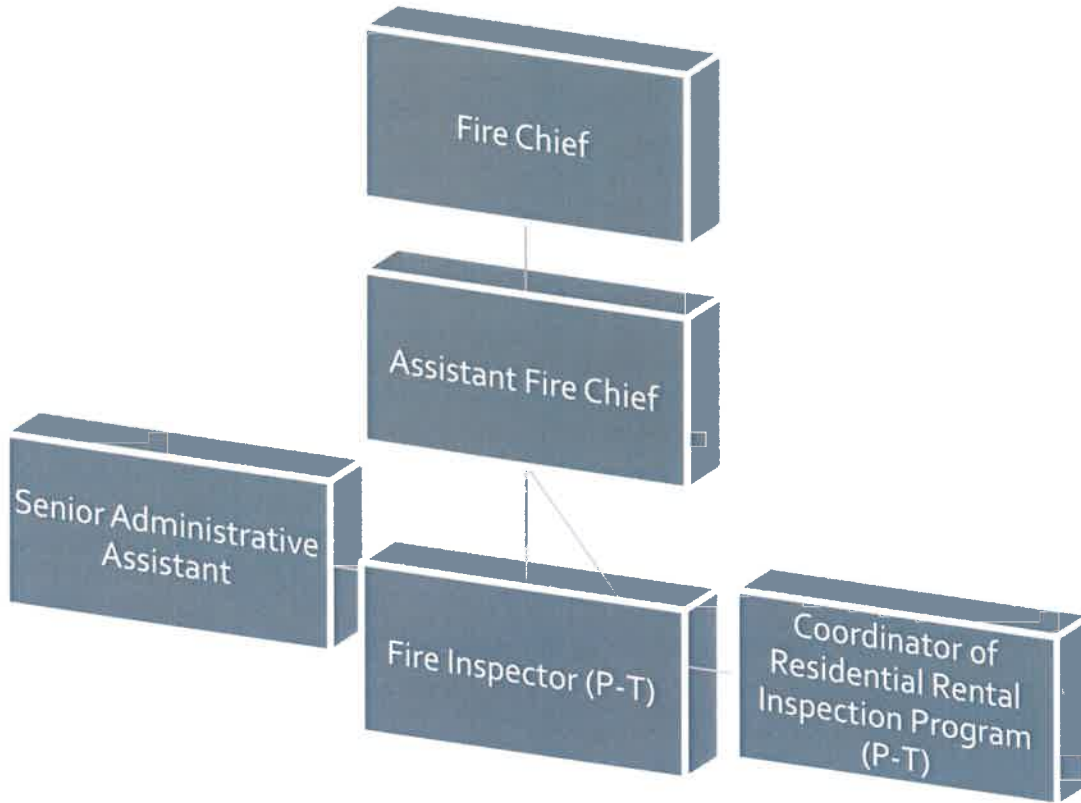 Fire Chief
Assistant Fire Chief
Senior Administrative
Assistant
Fire Inspector (P-T)
Coordinator of
Residential Rental
Inspection Program
(P-T)